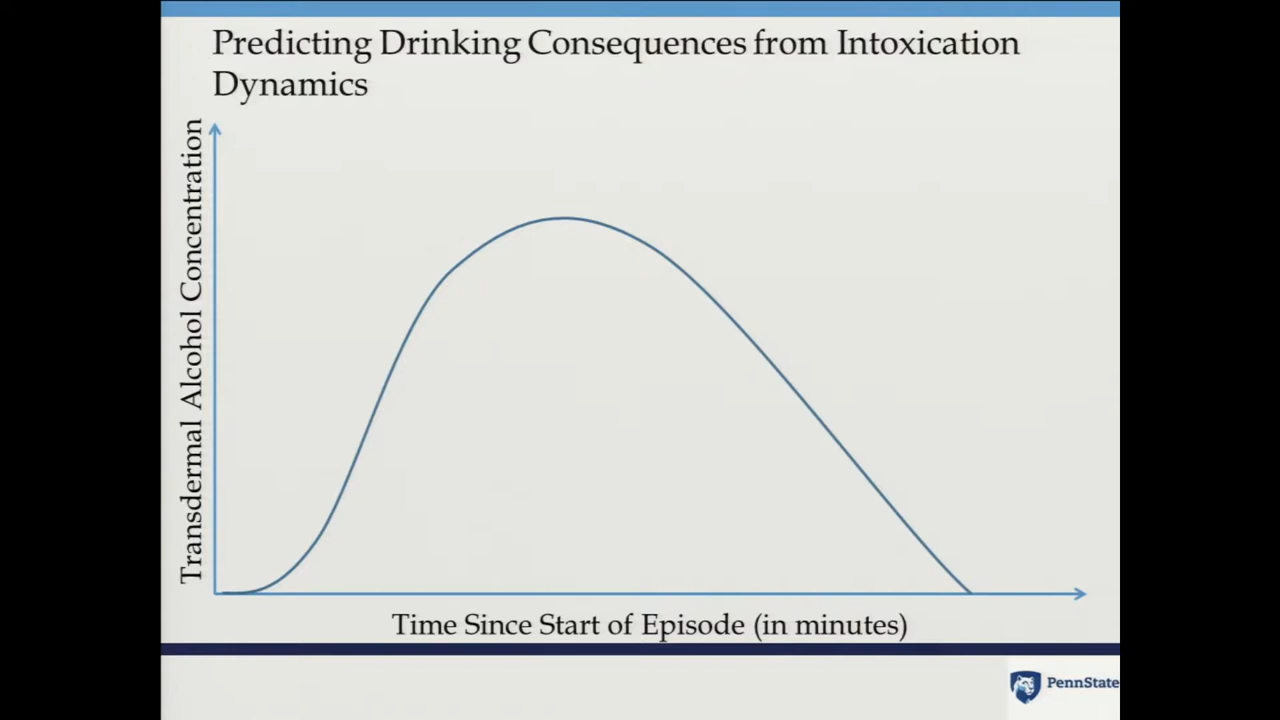 Predicting Drinking Consequences from Intoxication
Dynamics
Transdermal Alcohol Concentration
Time Since Start of Episode (in minutes)
PennState